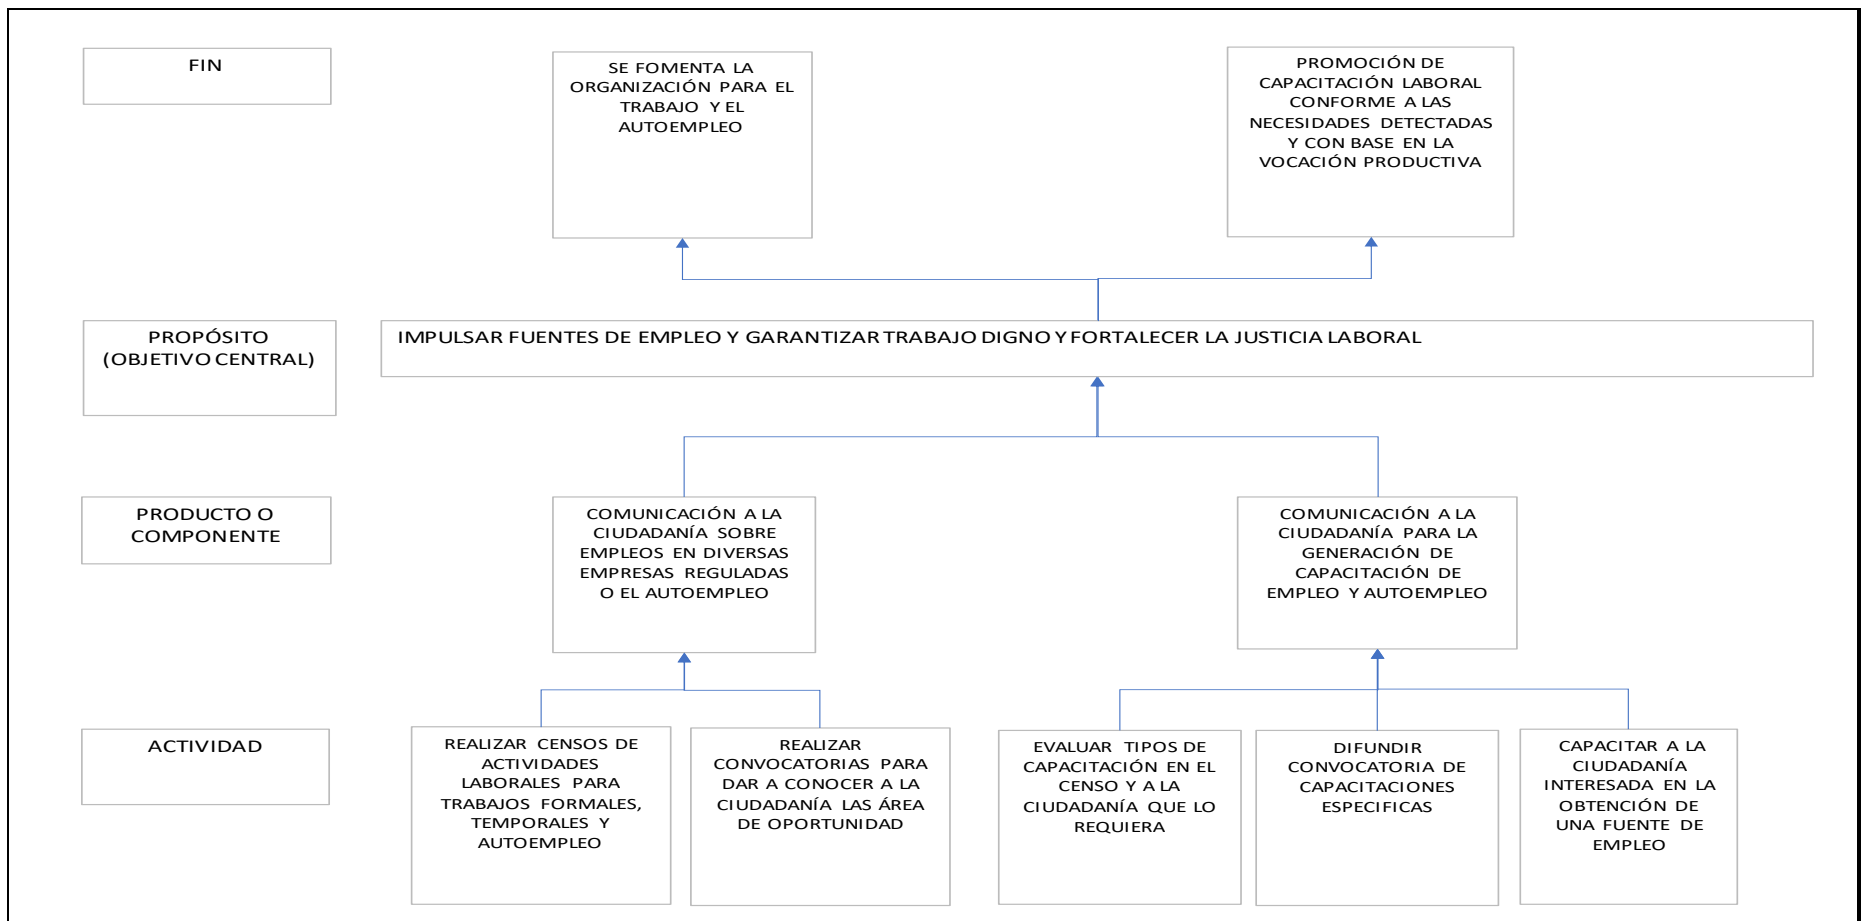 FIN
SE FOMENTA LA
ORGANIZACIÓN PARA EL
TRABAJO Y EL
AUTOEMPLEO
PROMOCIÓN DE
CAPACITACIÓN LABORAL
CONFORME A LAS
NECESIDADES DETECTADAS
Y CON BASE EN LA
VOCACIÓN PRODUCTIVA
PROPÓSITO
(OBJETIVO CENTRAL)
IMPULSAR FUENTES DE EMPLEO Y GARANTIZAR TRABAJO DIGNO Y FORTALECER LA JUSTICIA LABORAL
PRODUCTO O
COMPONENTE
COMUNICACIÓN A LA
CIUDADANÍA SOBRE
EMPLEOS EN DIVERSAS
EMPRESAS REGULADAS
O EL AUTOEMPLEO
COMUNICACIÓN A LA
CIUDADANÍA PARA LA
GENERACIÓN DE
CAPACITACIÓN DE
EMPLEO Y AUTOEMPLEO
ACTIVIDAD
REALIZAR CENSOS DE
ACTIVIDADES
LABORALES PARA
TRABAJOS FORMALES,
TEMPORALES Y
AUTOEMPLEO
REALIZAR
CONVOCATORIAS PARA
DAR A CONOCER A LA
CIUDADANÍA LAS ÁREA
DE OPORTUNIDAD
EVALUAR TIPOS DE
CAPACITACIÓN EN EL
CENSO Y A LA
CIUDADANÍA QUE LO
REQUIERA
DIFUNDIR
CONVOCATORIA DE
CAPACITACIONES
ESPECIFICAS
CAPACITAR A LA
CIUDADANÍA
INTERESADA EN LA
OBTENCIÓN DE
UNA FUENTE DE
EMPLEO